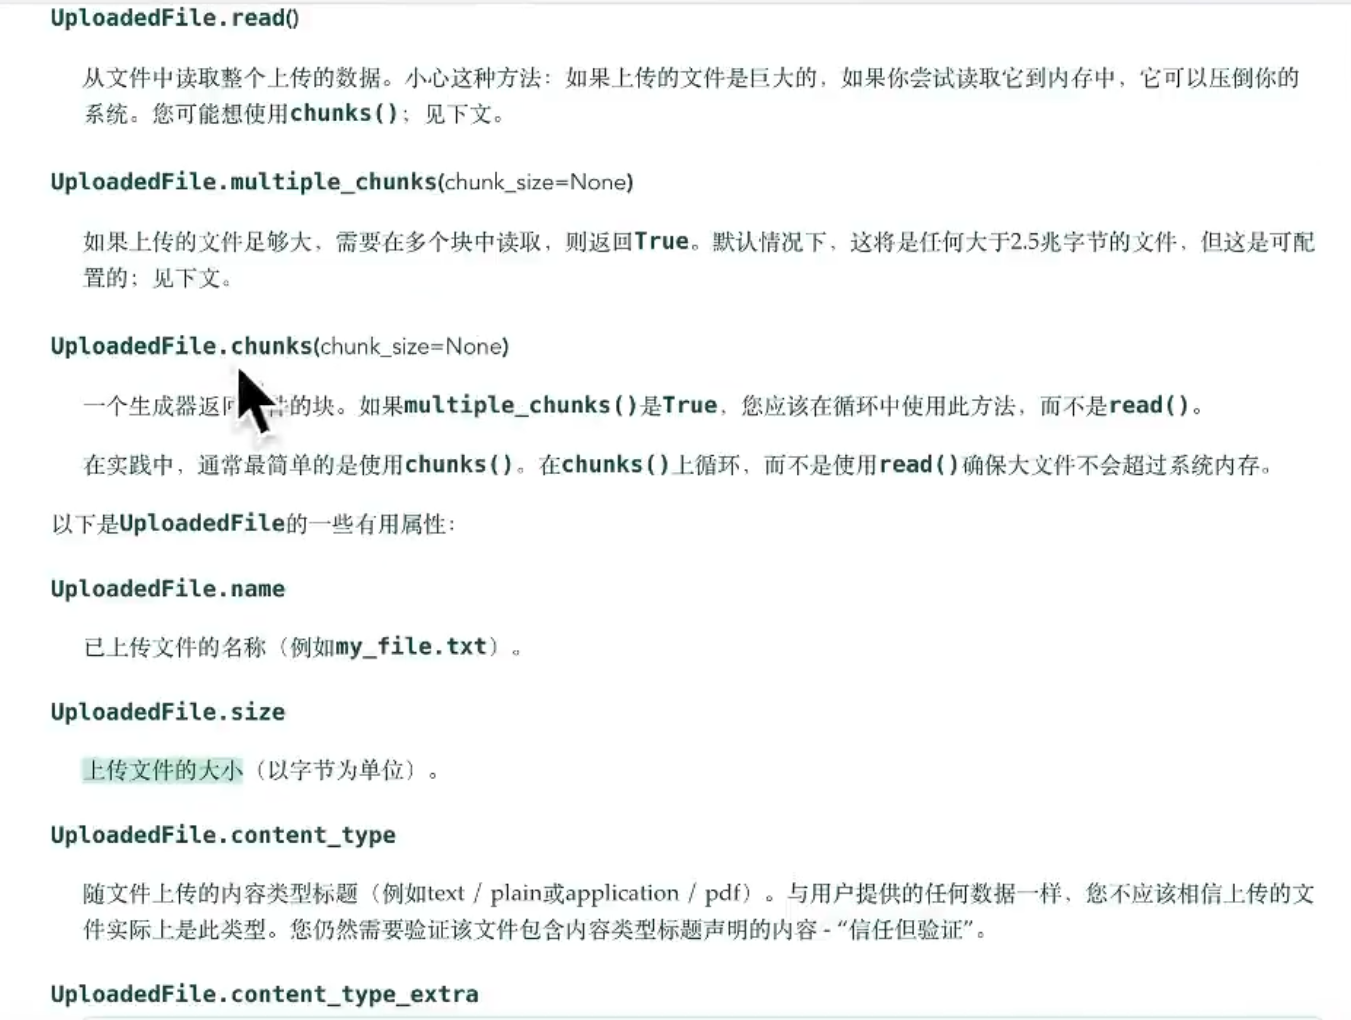 UploadedFile.read()
从文件中读取整个上传的数据。小心这种方法：如果上传的文件是巨大的，如果你尝试读取它到内存中，它可以压倒你的
系统。您可能想使用chunks()；见下文。
UploadedFile.multiple_chunks(chunk_size=None)
如果上传的文件足够大，需要在多个块中读取，则返回True。默认情况下，这将是任何大于2.5兆字节的文件，但这是可配
置的；见下文。
UploadedFile.chunks(chunk_size=None)
一个生成器返回件的块。如果multiple_chunks()是True，您应该在循环中使用此方法，而不是read()。
在实践中，通常最简单的是使用chunks()。在chunks()上循环，而不是使用read()确保大文件不会超过系统内存。
以下是UploadedFile的一些有用属性：
UploadedFile.name
已上传文件的名称（例如my_file.txt）。
UploadedFile.size
上传文件的大小（以字节为单位）。
UploadedFile.content_type
随文件上传的内容类型标题（例如text / plain或application / pdf）。与用户提供的任何数据一样，您不应该相信上传的文
件实际上是此类型。您仍然需要验证该文件包含内容类型标题声明的内容 - “信任但验证”。
UploadedFile.content_type_extra